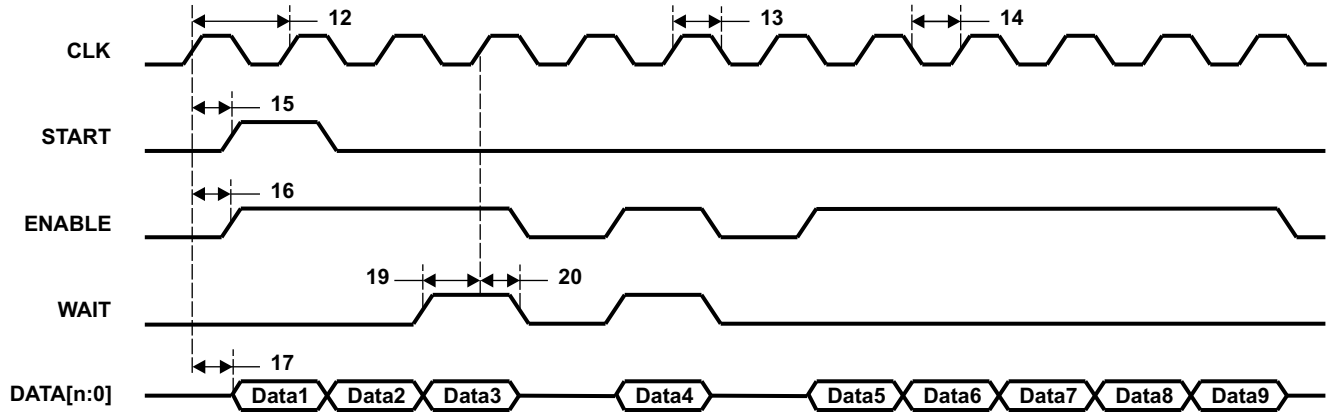 12 13 14
CLK
15
START
16
ENABLE
19 20
WAIT
17
DATA[n:0] Data1 Data2 Data3 Data4 Data5 Data6 Data7 Data8 Data9